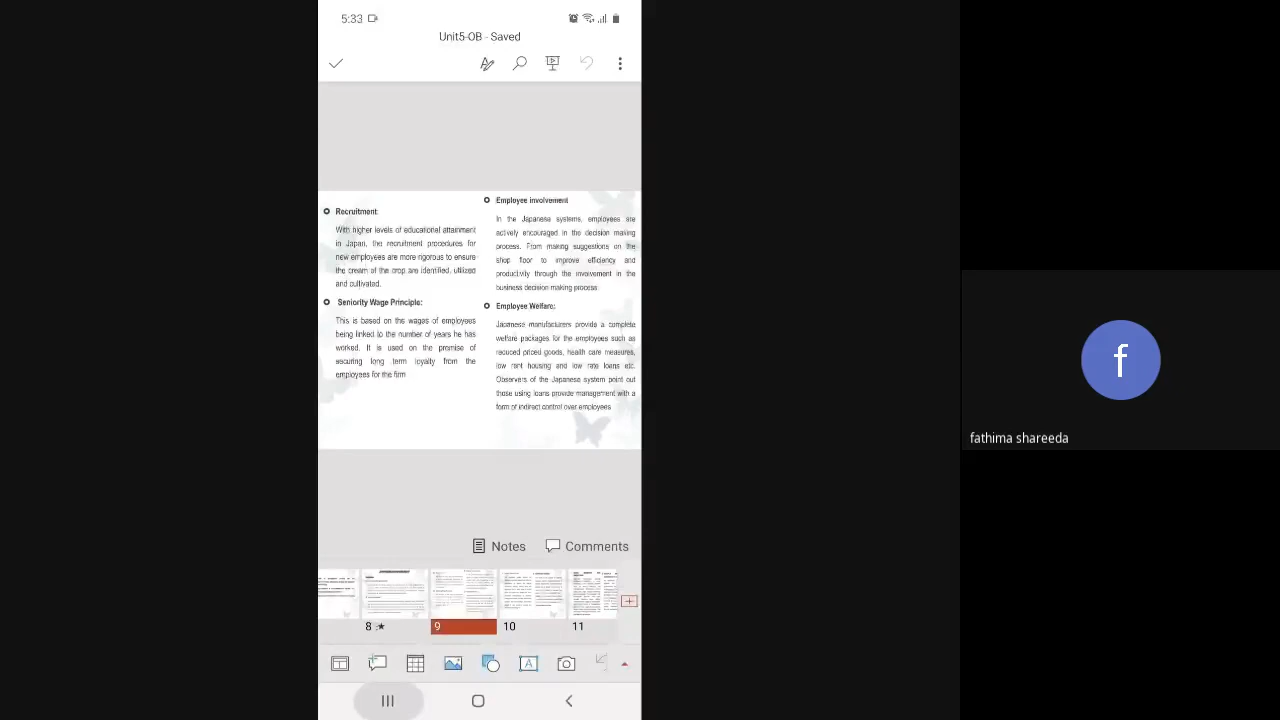 5:33
Unit5-OB - Saved
Recruitment:
With higher levels of educational attainment
in Japan, the recruitment procedures for
new employees are more rigorous to ensure
the cream of the crop are identified, utilized
and cultivated.
Seniority Wage Principle:
This is based on the wages of employees
being linked to the number of years he has
worked. It is used on the premise of
securing long term loyalty from the
employees for the firm
Employee involvement
In the Japanese systems, employees are
actively encouraged in the decision making
process. From making suggestions on the
shop floor to improve efficiency and
productivity through the involvement in the
business decision making process.
Employee Welfare:
Japanese manufacturers provide a complete
welfare packages for the employees such as
reduced priced goods, health care measures,
low rent housing and low rate loans etc.
Observers of the Japanese system point out
those using loans provide management with a
form of indirect control over employees
Notes
Comments
8
9
10
11
f
fathima shareeda